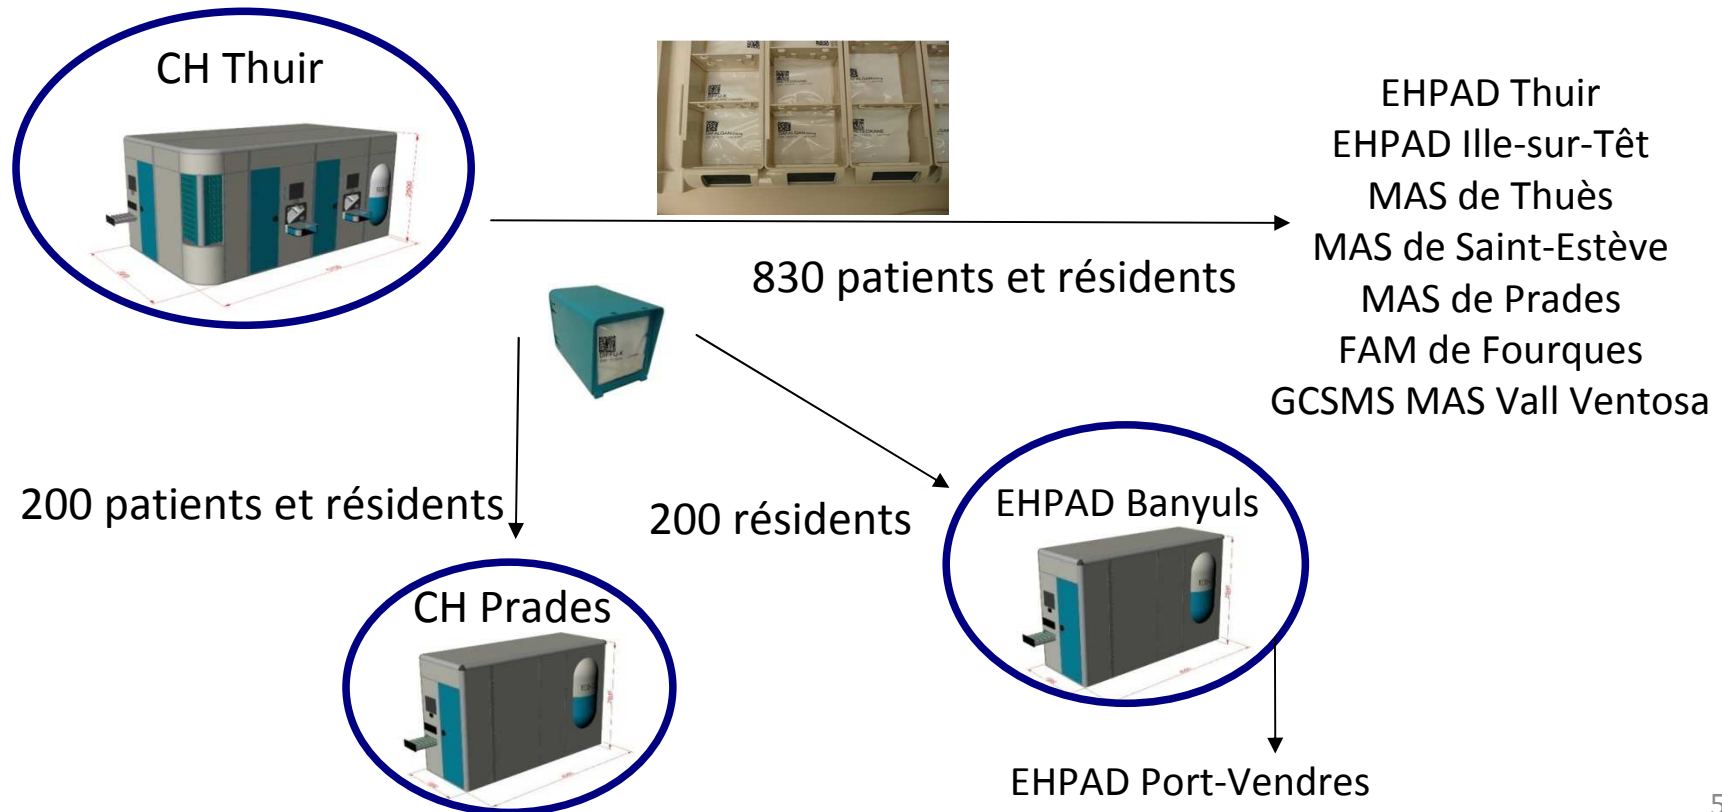 CH Thuir
EHPAD Thuir
EHPAD Ille-sur-Têt
MAS de Thuès
MAS de Saint-Estève
MAS de Prades
FAM de Fourques
GCSMS MAS Vall Ventosa
830 patients et résidents
200 patients et résidents
200 résidents
EHPAD Banyuls
CH Prades
EHPAD Port-Vendres
5